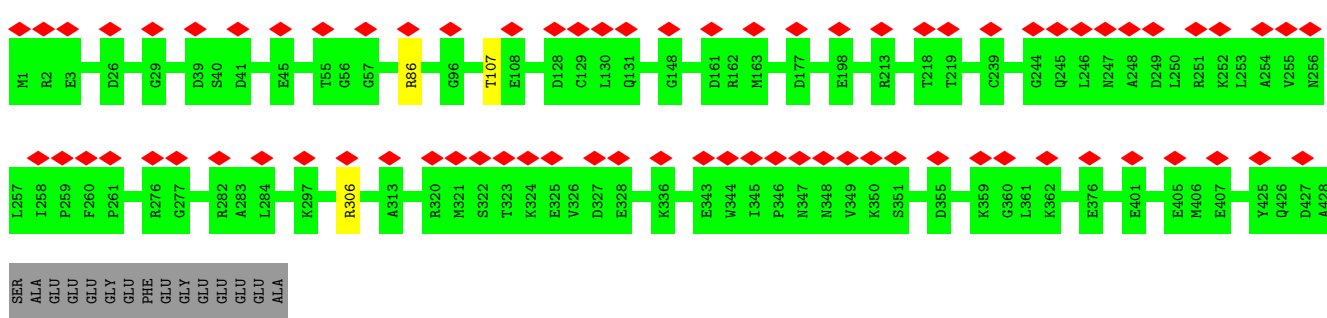 M1 R2 E3 D26 G29 D39 S40 D41 E45 T55 G56 G57 R86 G96 T107 E108 D128 C129 L130 Q131 G148 D161 R162 M163 D177 E198 R213 T218 T219 C239 G244 Q245 L246 N247 A248 D249 L250 R251 K252 L253 A254 V255 N256
L257 I258 P259 F260 P261 R276 G277 R282 A283 L284 K297 R306 A313 R320 M321 S322 T323 K324 E325 V326 D327 E328 K336 E343 W344 I345 P346 N347 N348 V349 K350 S351 D355 K359 G360 L361 K362 E376 E401 E405 M406 E407 Y425 Q426 D427 A428
SER ALA GLU GLU GLU GLY GLU PHE GLU GLY GLU GLU GLU GLU ALA